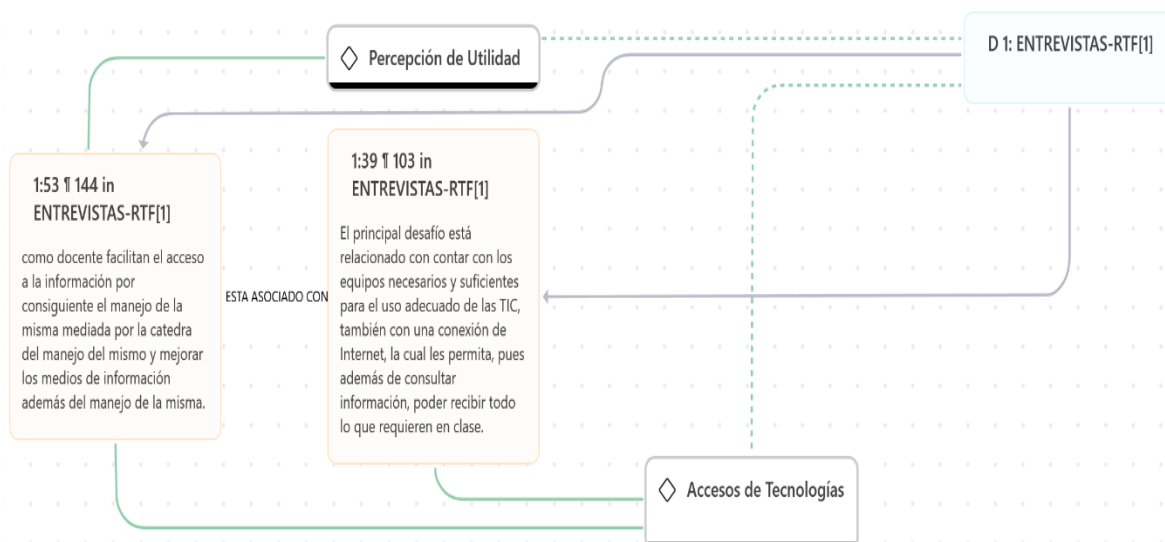 Percepción de Utilidad
D 1: ENTREVISTAS-RTF[1]
1:53 ¶ 144 in
ENTREVISTAS-RTF[1]
como docente facilitan el acceso
a la información por
consiguiente el manejo de la
misma mediada por la catedra
del manejo del mismo y mejorar
los medios de información
además del manejo de la misma.
ESTA ASOCIADO CON
1:39 ¶ 103 in
ENTREVISTAS-RTF[1]
El principal desafío está
relacionado con contar con los
equipos necesarios y suficientes
para el uso adecuado de las TIC,
también con una conexión de
Internet, la cual les permita, pues
además de consultar
información, poder recibir todo
lo que requieren en clase.
Accesos de Tecnologías